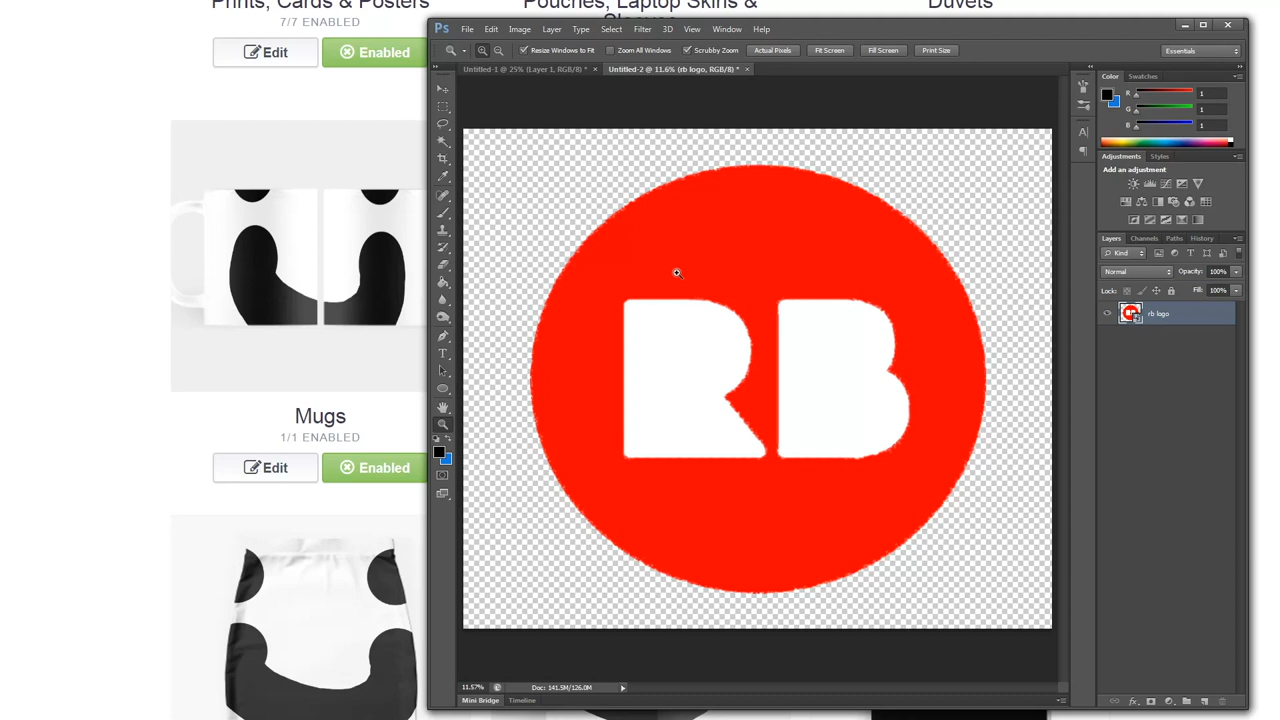 Prints, Cards & Posters
Pouches, Laptop Skins &
Duvets
7/7 ENABLED
Edit
Enabled
Mugs
1/1 ENABLED
Edit
Enabled
Ps
File Edit Image Layer Type Select Filter 3D View Window Help
Resize Windows to Fit Zoom All Windows Scrubby Zoom Actual Pixels Fit Screen Fill Screen Print Size Essentials
Untitled-1 @ 25% (Layer 1, RGB/8) * × Untitled-2 @ 11.6% (rb logo, RGB/8) * ×
RB
Color Swatches
R 1
G 1
B 1
Adjustments Styles
Add an adjustment
Layers Channels Paths History
Kind
Normal Opacity: 100%
Lock: Fill: 100%
rb logo
11.57% Doc: 141.5M/126.0M
Mini Bridge Timeline